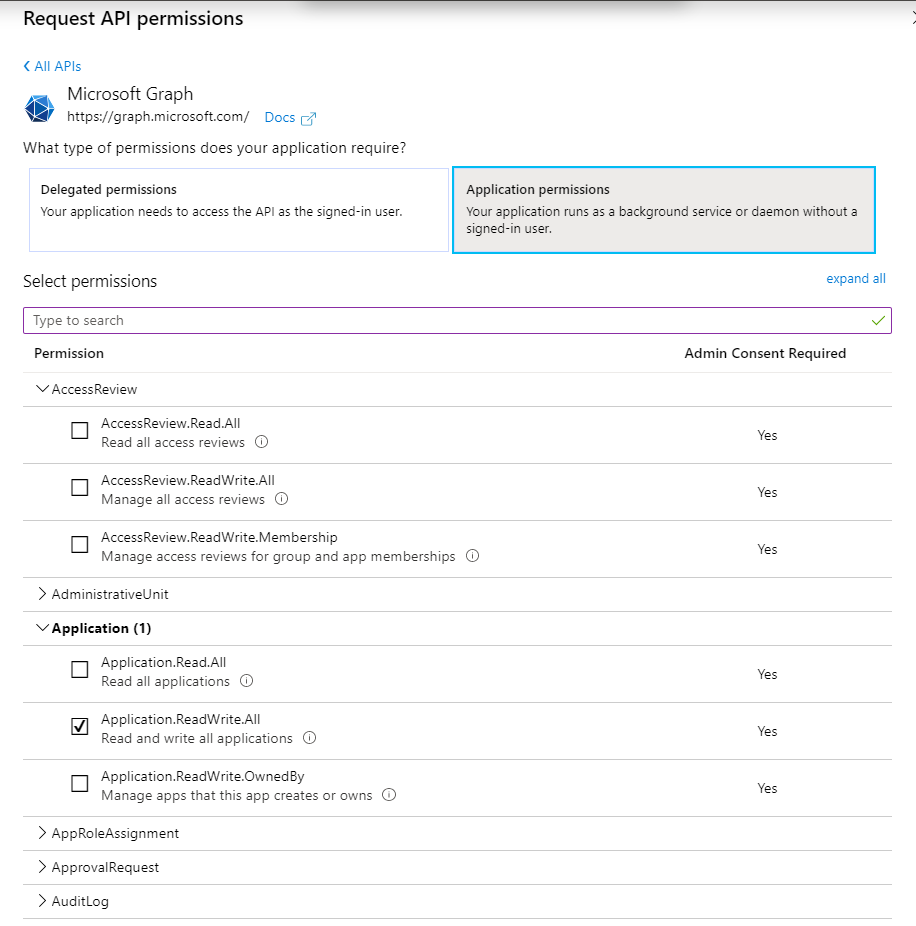 Request API permissions
All APIs
Microsoft Graph
https://graph.microsoft.com/ Docs
What type of permissions does your application require?
Delegated permissions
Your application needs to access the API as the signed-in user.
Application permissions
Your application runs as a background service or daemon without a
signed-in user.
Select permissions
expand all
Type to search
Permission Admin Consent Required
AccessReview
AccessReview.Read.All
Read all access reviews
Yes
AccessReview.ReadWrite.All
Manage all access reviews
Yes
AccessReview.ReadWrite.Membership
Manage access reviews for group and app memberships
Yes
AdministrativeUnit
Application (1)
Application.Read.All
Read all applications
Yes
Application.ReadWrite.All
Read and write all applications
Yes
Application.ReadWrite.OwnedBy
Manage apps that this app creates or owns
Yes
AppRoleAssignment
ApprovalRequest
AuditLog